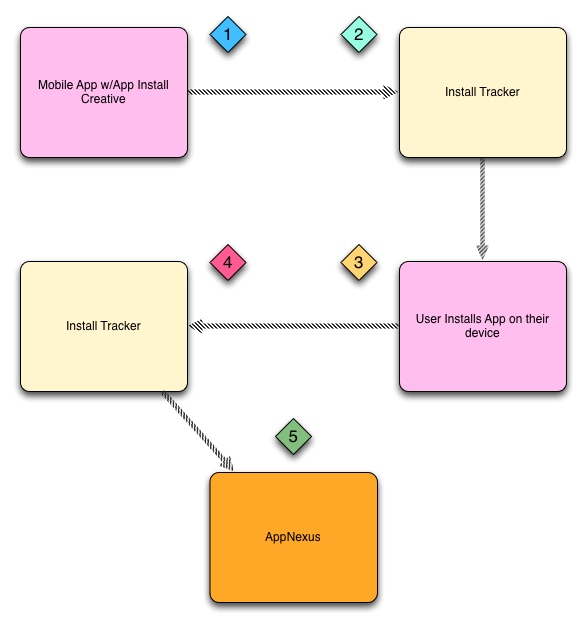 1
2
Mobile App w/App Install
Creative
Install Tracker
4
3
Install Tracker
User Installs App on their
device
5
AppNexus